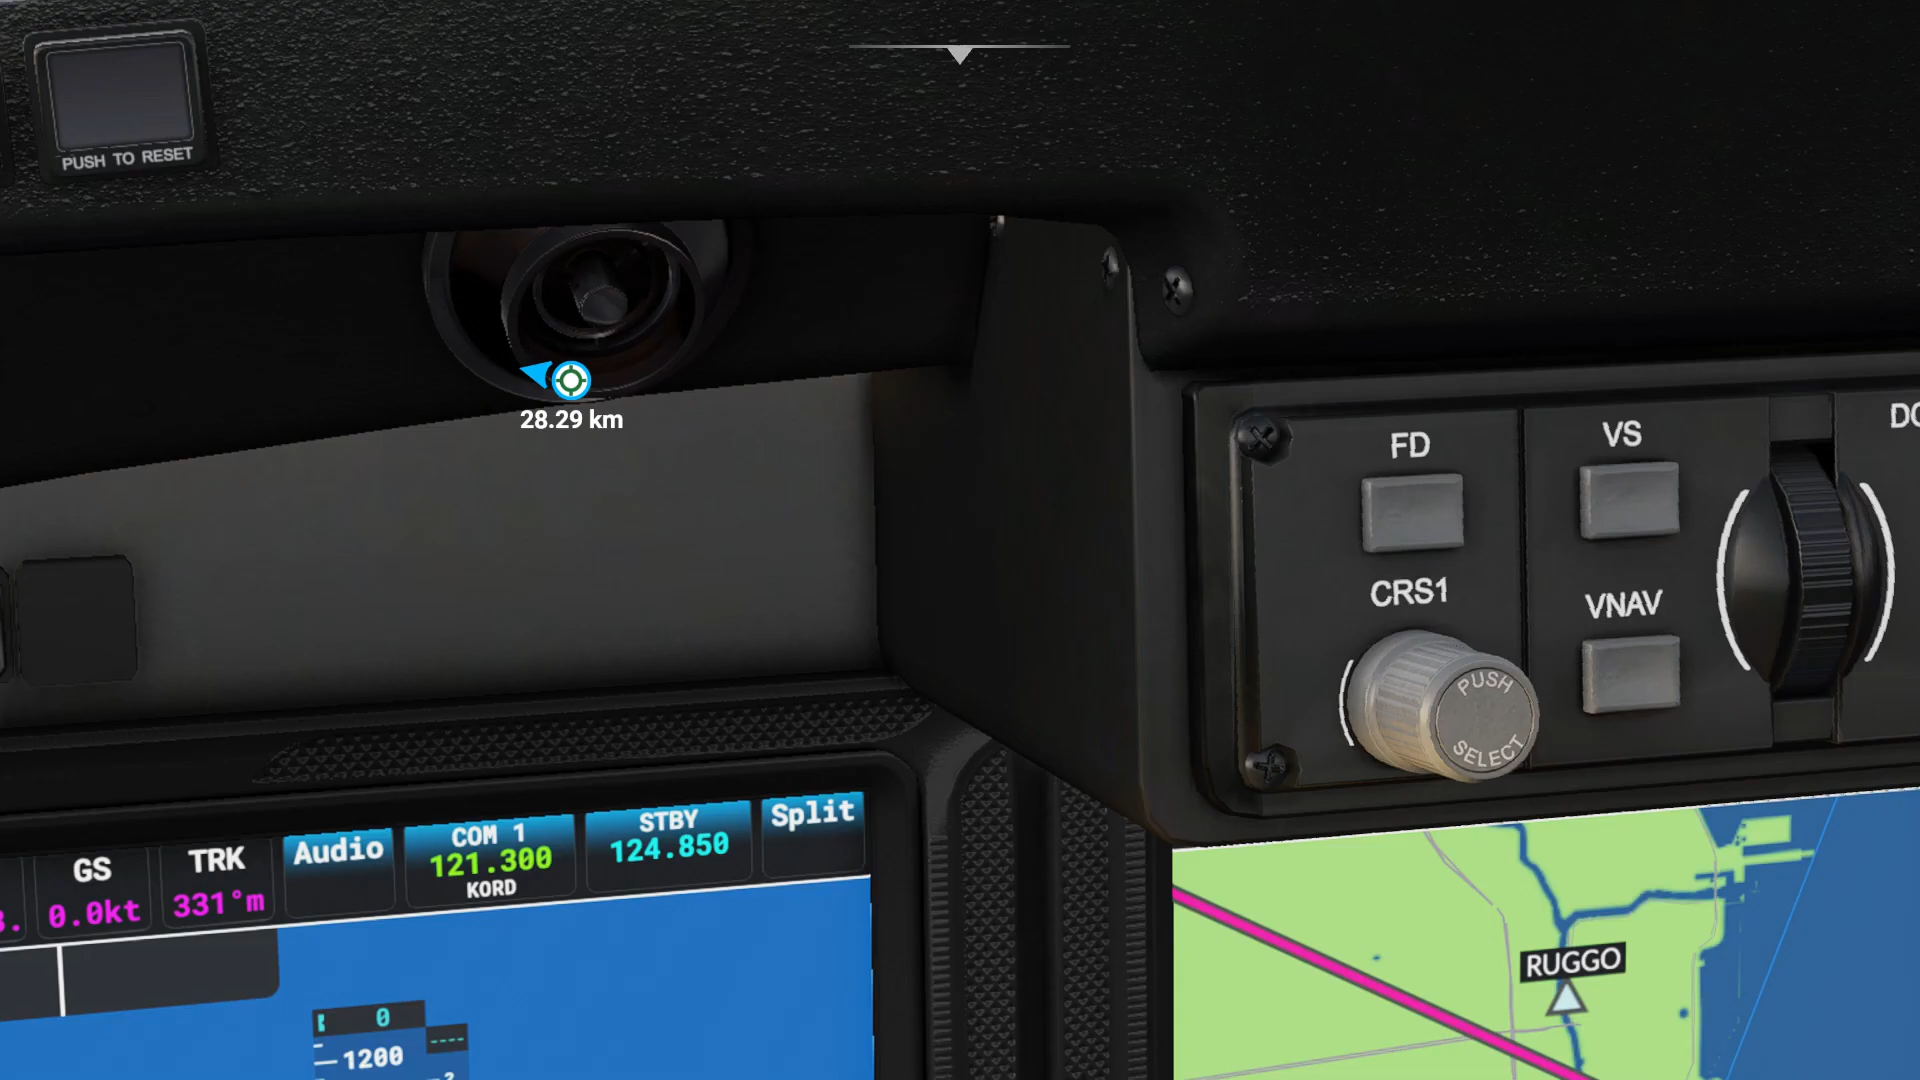 PUSH TO RESET
28.29 km
FD
VS
CRS1
VNAV
PUSH
SELECT
GS
0.0kt
TRK
331°m
Audio
COM 1
121.300
KORD
STBY
124.850
Split
0
----
1200
RUGGO